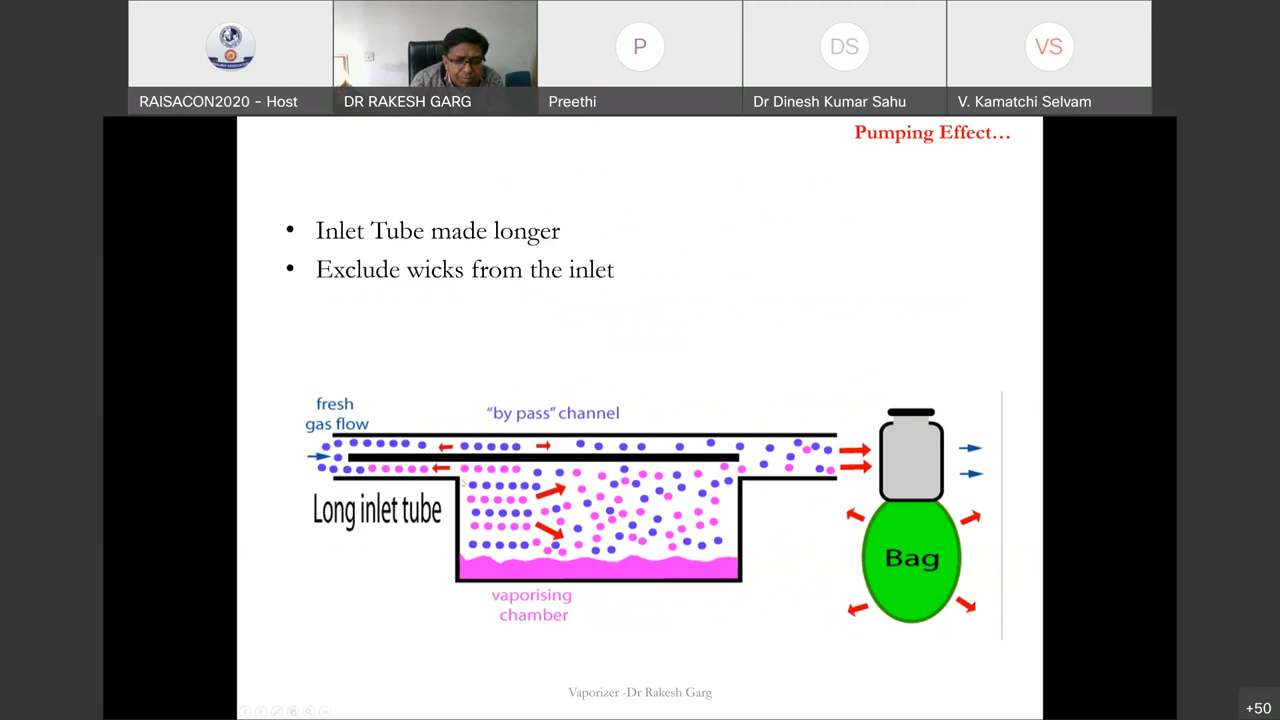 P
DS
VS
RAISACON2020 - Host
DR RAKESH GARG
Preethi
Dr Dinesh Kumar Sahu
V. Kamatchi Selvam
Pumping Effect…
• Inlet Tube made longer
• Exclude wicks from the inlet
fresh
gas flow
"by pass" channel
Long inlet tube
Bag
vaporising
chamber
Vaporizer -Dr Rakesh Garg
+50